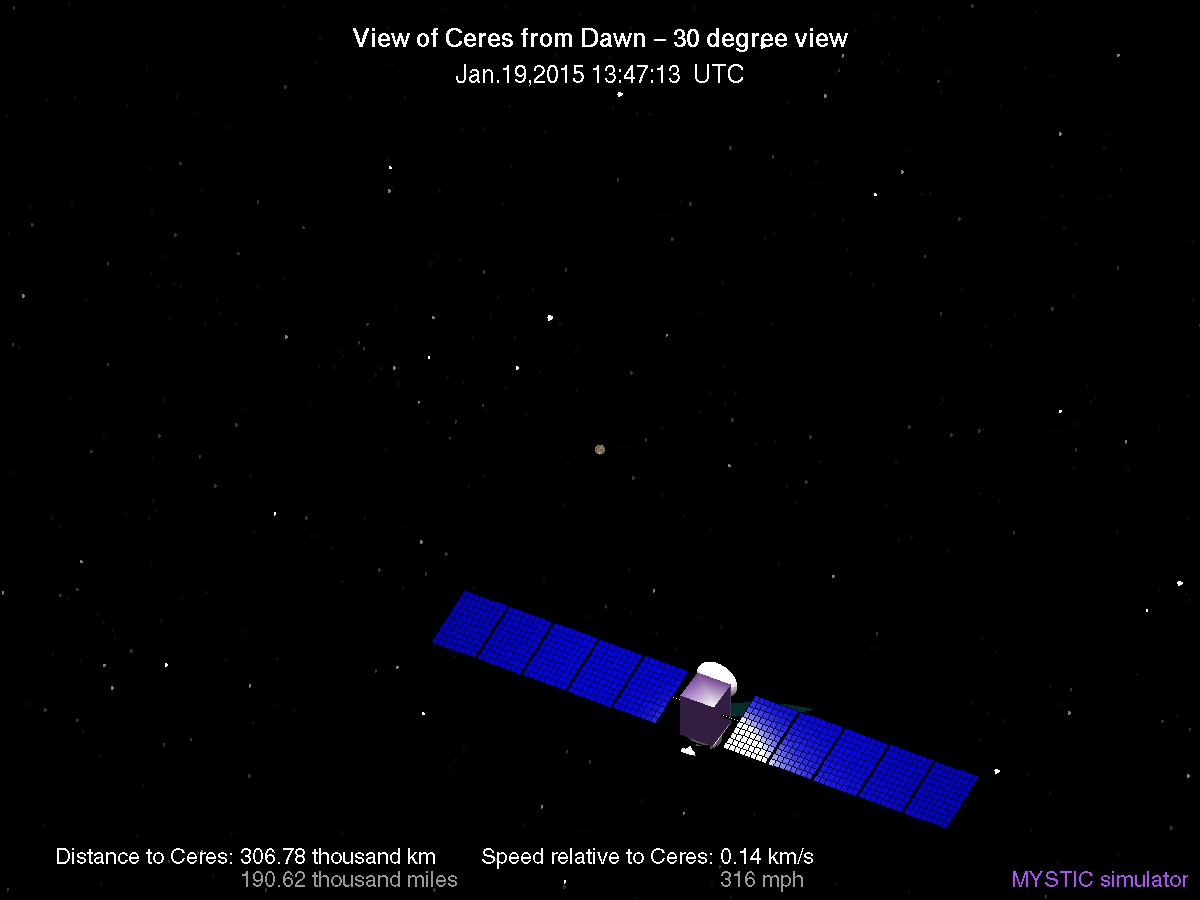 View of Ceres from Dawn – 30 degree view
Jan.19,2015 13:47:13 UTC
Distance to Ceres: 306.78 thousand km Speed relative to Ceres: 0.14 km/s
190.62 thousand miles 316 mph
MYSTIC simulator